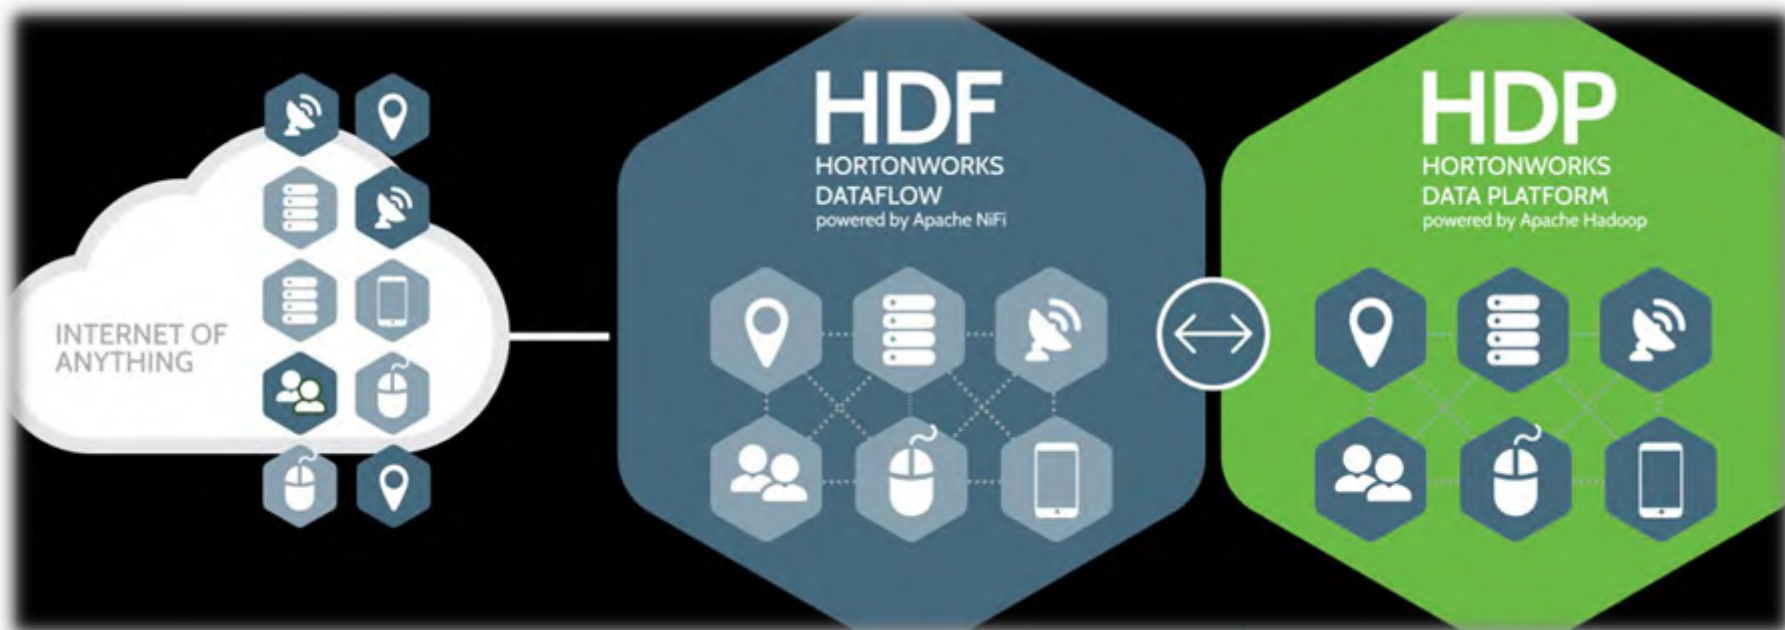 INTERNET OF
ANYTHING
HDF
HORTONWORKS
DATAFLOW
powered by Apache NiFi
HDP
HORTONWORKS
DATA PLATFORM
powered by Apache Hadoop